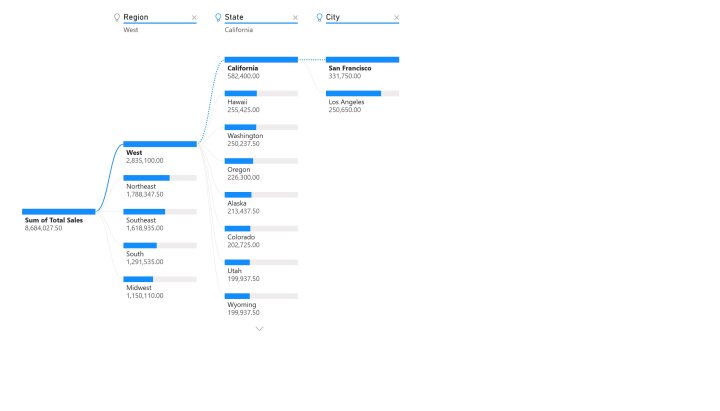 Region
West
State
California
City
California
582,400.00
Hawaii
255,425.00
Washington
250,237.50
Oregon
226,300.00
Alaska
213,437.50
Colorado
202,725.00
Utah
199,937.50
Wyoming
199,937.50
San Francisco
331,750.00
Los Angeles
250,650.00
West
2,835,100.00
Northeast
1,788,347.50
Southeast
1,618,935.00
South
1,291,535.00
Midwest
1,150,110.00
Sum of Total Sales
8,684,027.50